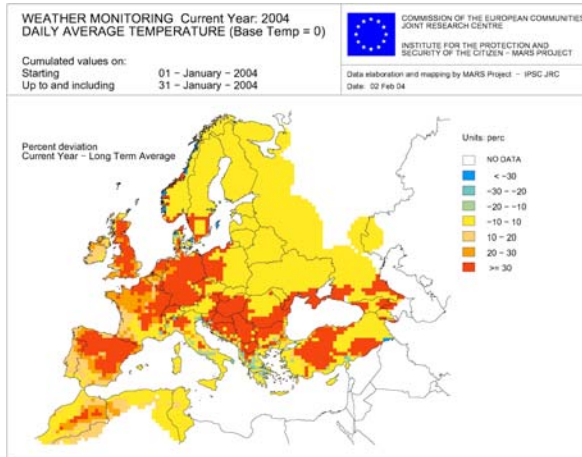 WEATHER MONITORING Current Year: 2004
DAILY AVERAGE TEMPERATURE (Base Temp = 0)
Cumulated values on:
Starting 01 - January - 2004
Up to and including 31 - January - 2004
COMMISSION OF THE EUROPEAN COMMUNITIES
JOINT RESEARCH CENTRE
INSTITUTE FOR THE PROTECTION AND
SECURITY OF THE CITIZEN - MARS PROJECT
Data elaboration and mapping by MARS Project - IPSC JRC
Date: 02 Feb 04
Percent deviation
Current Year - Long Term Average
Units: perc
NO DATA
< -30
-30 - -20
-20 - -10
-10 - 10
10 - 20
20 - 30
>= 30